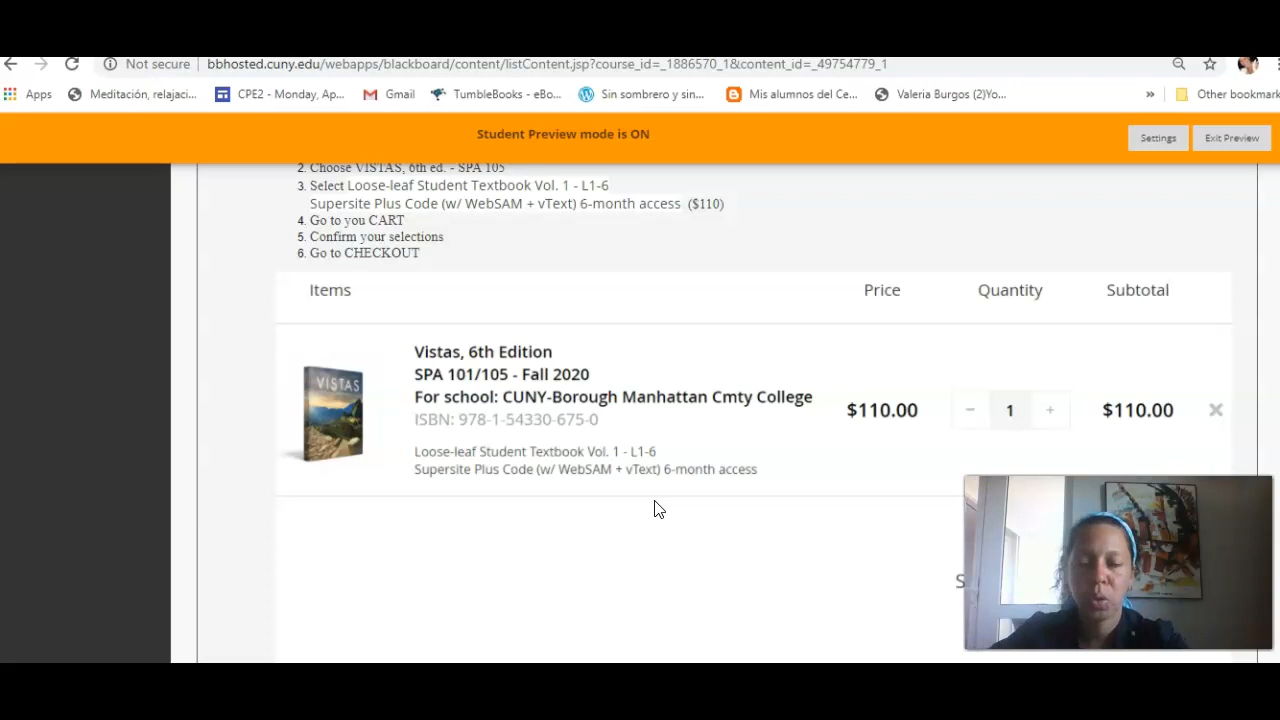 Not secure bbhosted.cuny.edu/webapps/blackboard/content/listContent.jsp?course_id=_1886570_1&content_id=_49754779_1
Apps Meditación, relajaci... CPE2 - Monday, Ap... Gmail TumbleBooks - eBo... Sin sombrero y sin... Mis alumnos del Ce... Valeria Burgos (2)Yo... » Other bookmark
Student Preview mode is ON Settings Exit Preview
2. Choose VISTAS, 6th ed. - SPA 105
3. Select Loose-leaf Student Textbook Vol. 1 - L1-6
Supersite Plus Code (w/ WebSAM + vText) 6-month access ($110)
4. Go to you CART
5. Confirm your selections
6. Go to CHECKOUT
Items Price Quantity Subtotal
VISTAS
Vistas, 6th Edition
SPA 101/105 - Fall 2020
For school: CUNY-Borough Manhattan Cmty College
ISBN: 978-1-54330-675-0
$110.00 − 1 + $110.00 ×
Loose-leaf Student Textbook Vol. 1 - L1-6
Supersite Plus Code (w/ WebSAM + vText) 6-month access